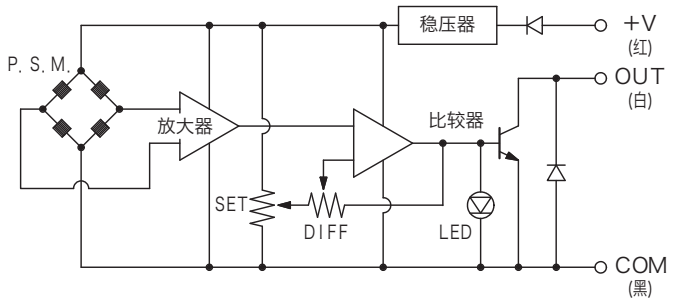 稳压器
+V
(红)
P. S. M.
OUT
(白)
放大器
比较器
SET
DIFF
LED
COM
(黑)